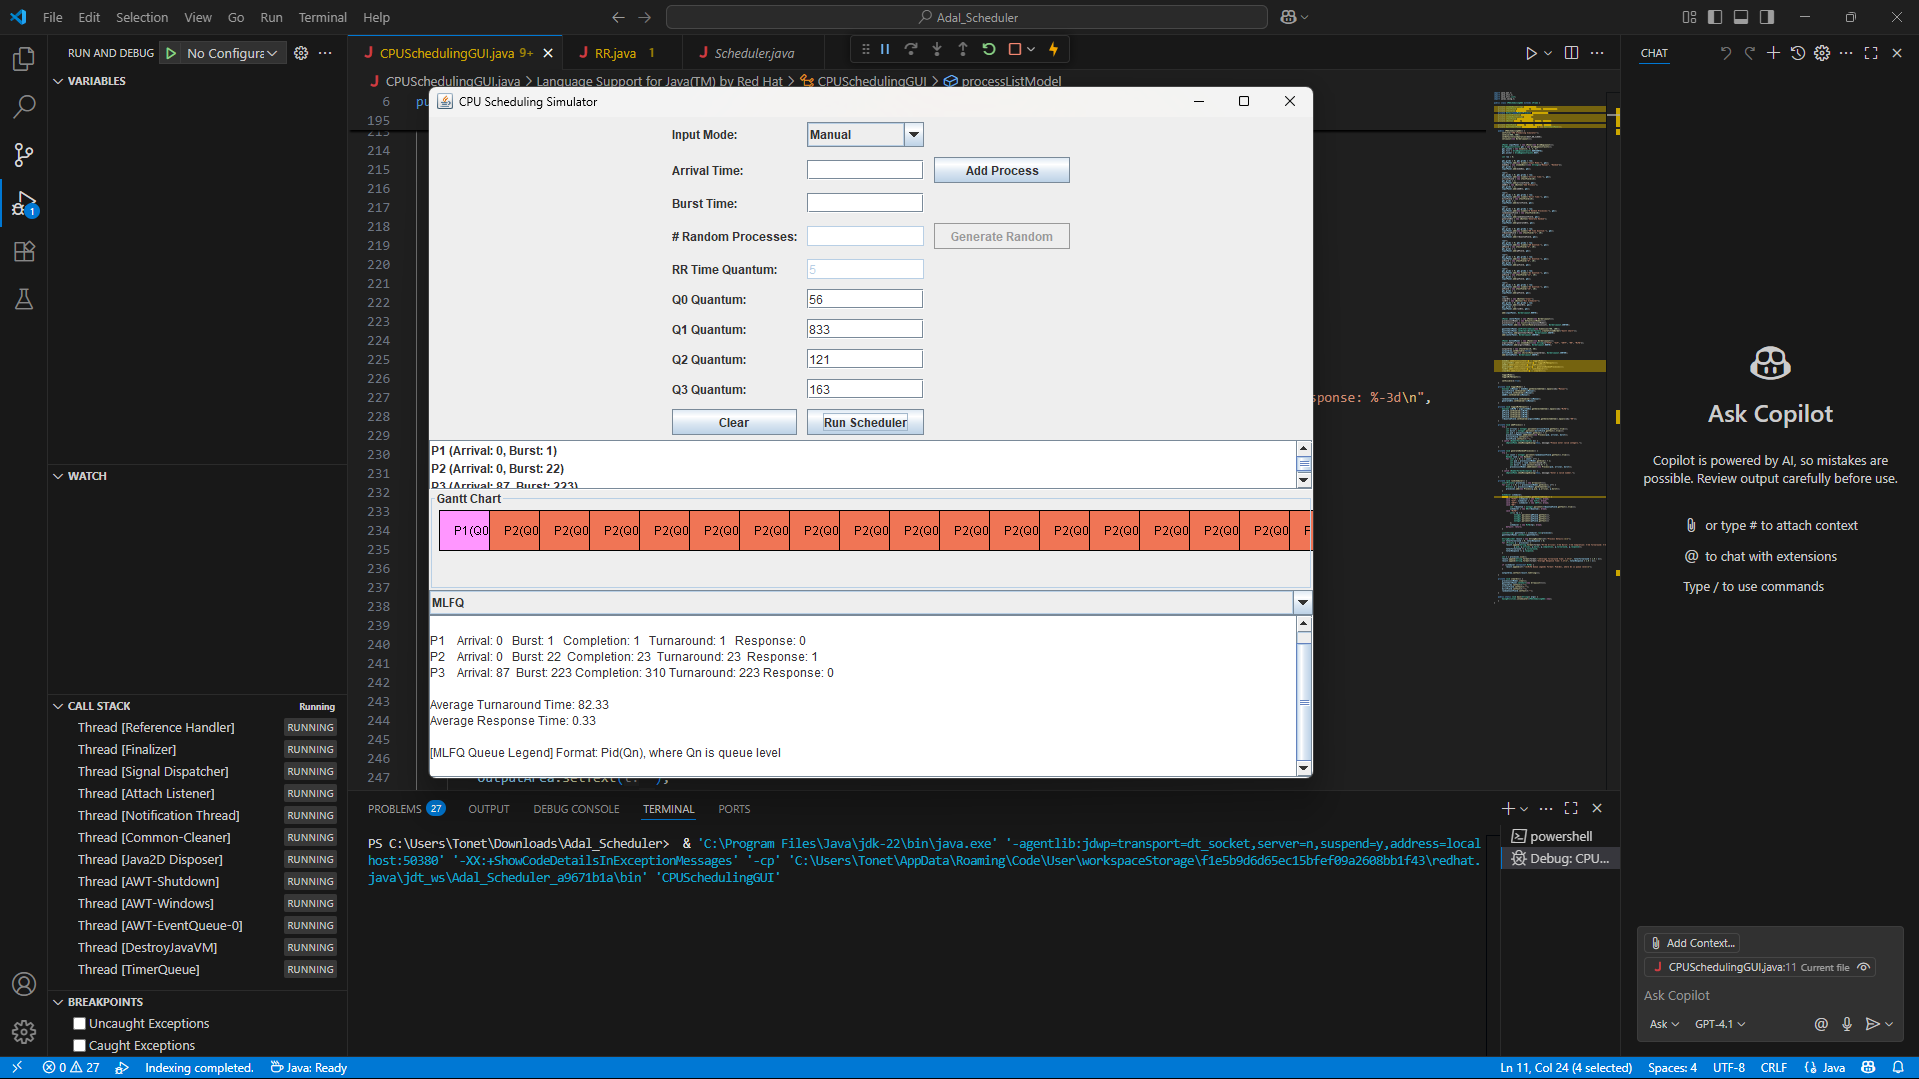 File Edit Selection View Go Run Terminal Help
Adal_Scheduler
RUN AND DEBUG No Configura
VARIABLES
WATCH
CALL STACK Running
Thread [Reference Handler] RUNNING
Thread [Finalizer] RUNNING
Thread [Signal Dispatcher] RUNNING
Thread [Attach Listener] RUNNING
Thread [Notification Thread] RUNNING
Thread [Common-Cleaner] RUNNING
Thread [Java2D Disposer] RUNNING
Thread [AWT-Shutdown] RUNNING
Thread [AWT-Windows] RUNNING
Thread [AWT-EventQueue-0] RUNNING
Thread [DestroyJavaVM] RUNNING
Thread [TimerQueue] RUNNING
BREAKPOINTS
Uncaught Exceptions
Caught Exceptions
1
CPUSchedulingGUI.java 9+ RR.java 1 Scheduler.java
CPUSchedulingGUI.java > Language Support for Java(TM) by Red Hat > CPUSchedulingGUI > processListModel
6 pu
195
213
214
215
216
217
218
219
220
221
222
223
224
225
226
227
228 sponse: %-3d\n",
229
230
231
232
233
234
235
236
237
238
239
240
241
242
243
244
245
246
247
CPU Scheduling Simulator
Input Mode: Manual
Arrival Time: Add Process
Burst Time:
# Random Processes: Generate Random
RR Time Quantum: 5
Q0 Quantum: 56
Q1 Quantum: 833
Q2 Quantum: 121
Q3 Quantum: 163
Clear Run Scheduler
P1 (Arrival: 0, Burst: 1)
P2 (Arrival: 0, Burst: 22)
P3 (Arrival: 87, Burst: 223)
Gantt Chart
P1(Q0 P2(Q0 P2(Q0 P2(Q0 P2(Q0 P2(Q0 P2(Q0 P2(Q0 P2(Q0 P2(Q0 P2(Q0 P2(Q0 P2(Q0 P2(Q0 P2(Q0 P2(Q0 P2(Q0
MLFQ
P1 Arrival: 0 Burst: 1 Completion: 1 Turnaround: 1 Response: 0
P2 Arrival: 0 Burst: 22 Completion: 23 Turnaround: 23 Response: 1
P3 Arrival: 87 Burst: 223 Completion: 310 Turnaround: 223 Response: 0
Average Turnaround Time: 82.33
Average Response Time: 0.33
[MLFQ Queue Legend] Format: Pid(Qn), where Qn is queue level
PROBLEMS 27 OUTPUT DEBUG CONSOLE TERMINAL PORTS
PS C:\Users\Tonet\Downloads\Adal_Scheduler> & 'C:\Program Files\Java\jdk-22\bin\java.exe' '-agentlib:jdwp=transport=dt_socket,server=n,suspend=y,address=local
host:50380' '-XX:+ShowCodeDetailsInExceptionMessages' '-cp' 'C:\Users\Tonet\AppData\Roaming\Code\User\workspaceStorage\f1e5b9d6d65ec15bfef09a2608bb1f43\redhat.
java\jdt_ws\Adal_Scheduler_a9671b1a\bin' 'CPUSchedulingGUI'
powershell
Debug: CPU...
CHAT
Ask Copilot
Copilot is powered by AI, so mistakes are
possible. Review output carefully before use.
or type # to attach context
@ to chat with extensions
Type / to use commands
Add Context...
CPUSchedulingGUI.java:11 Current file
Ask Copilot
Ask GPT-4.1
0 27 Indexing completed. Java: Ready
Ln 11, Col 24 (4 selected) Spaces: 4 UTF-8 CRLF Java